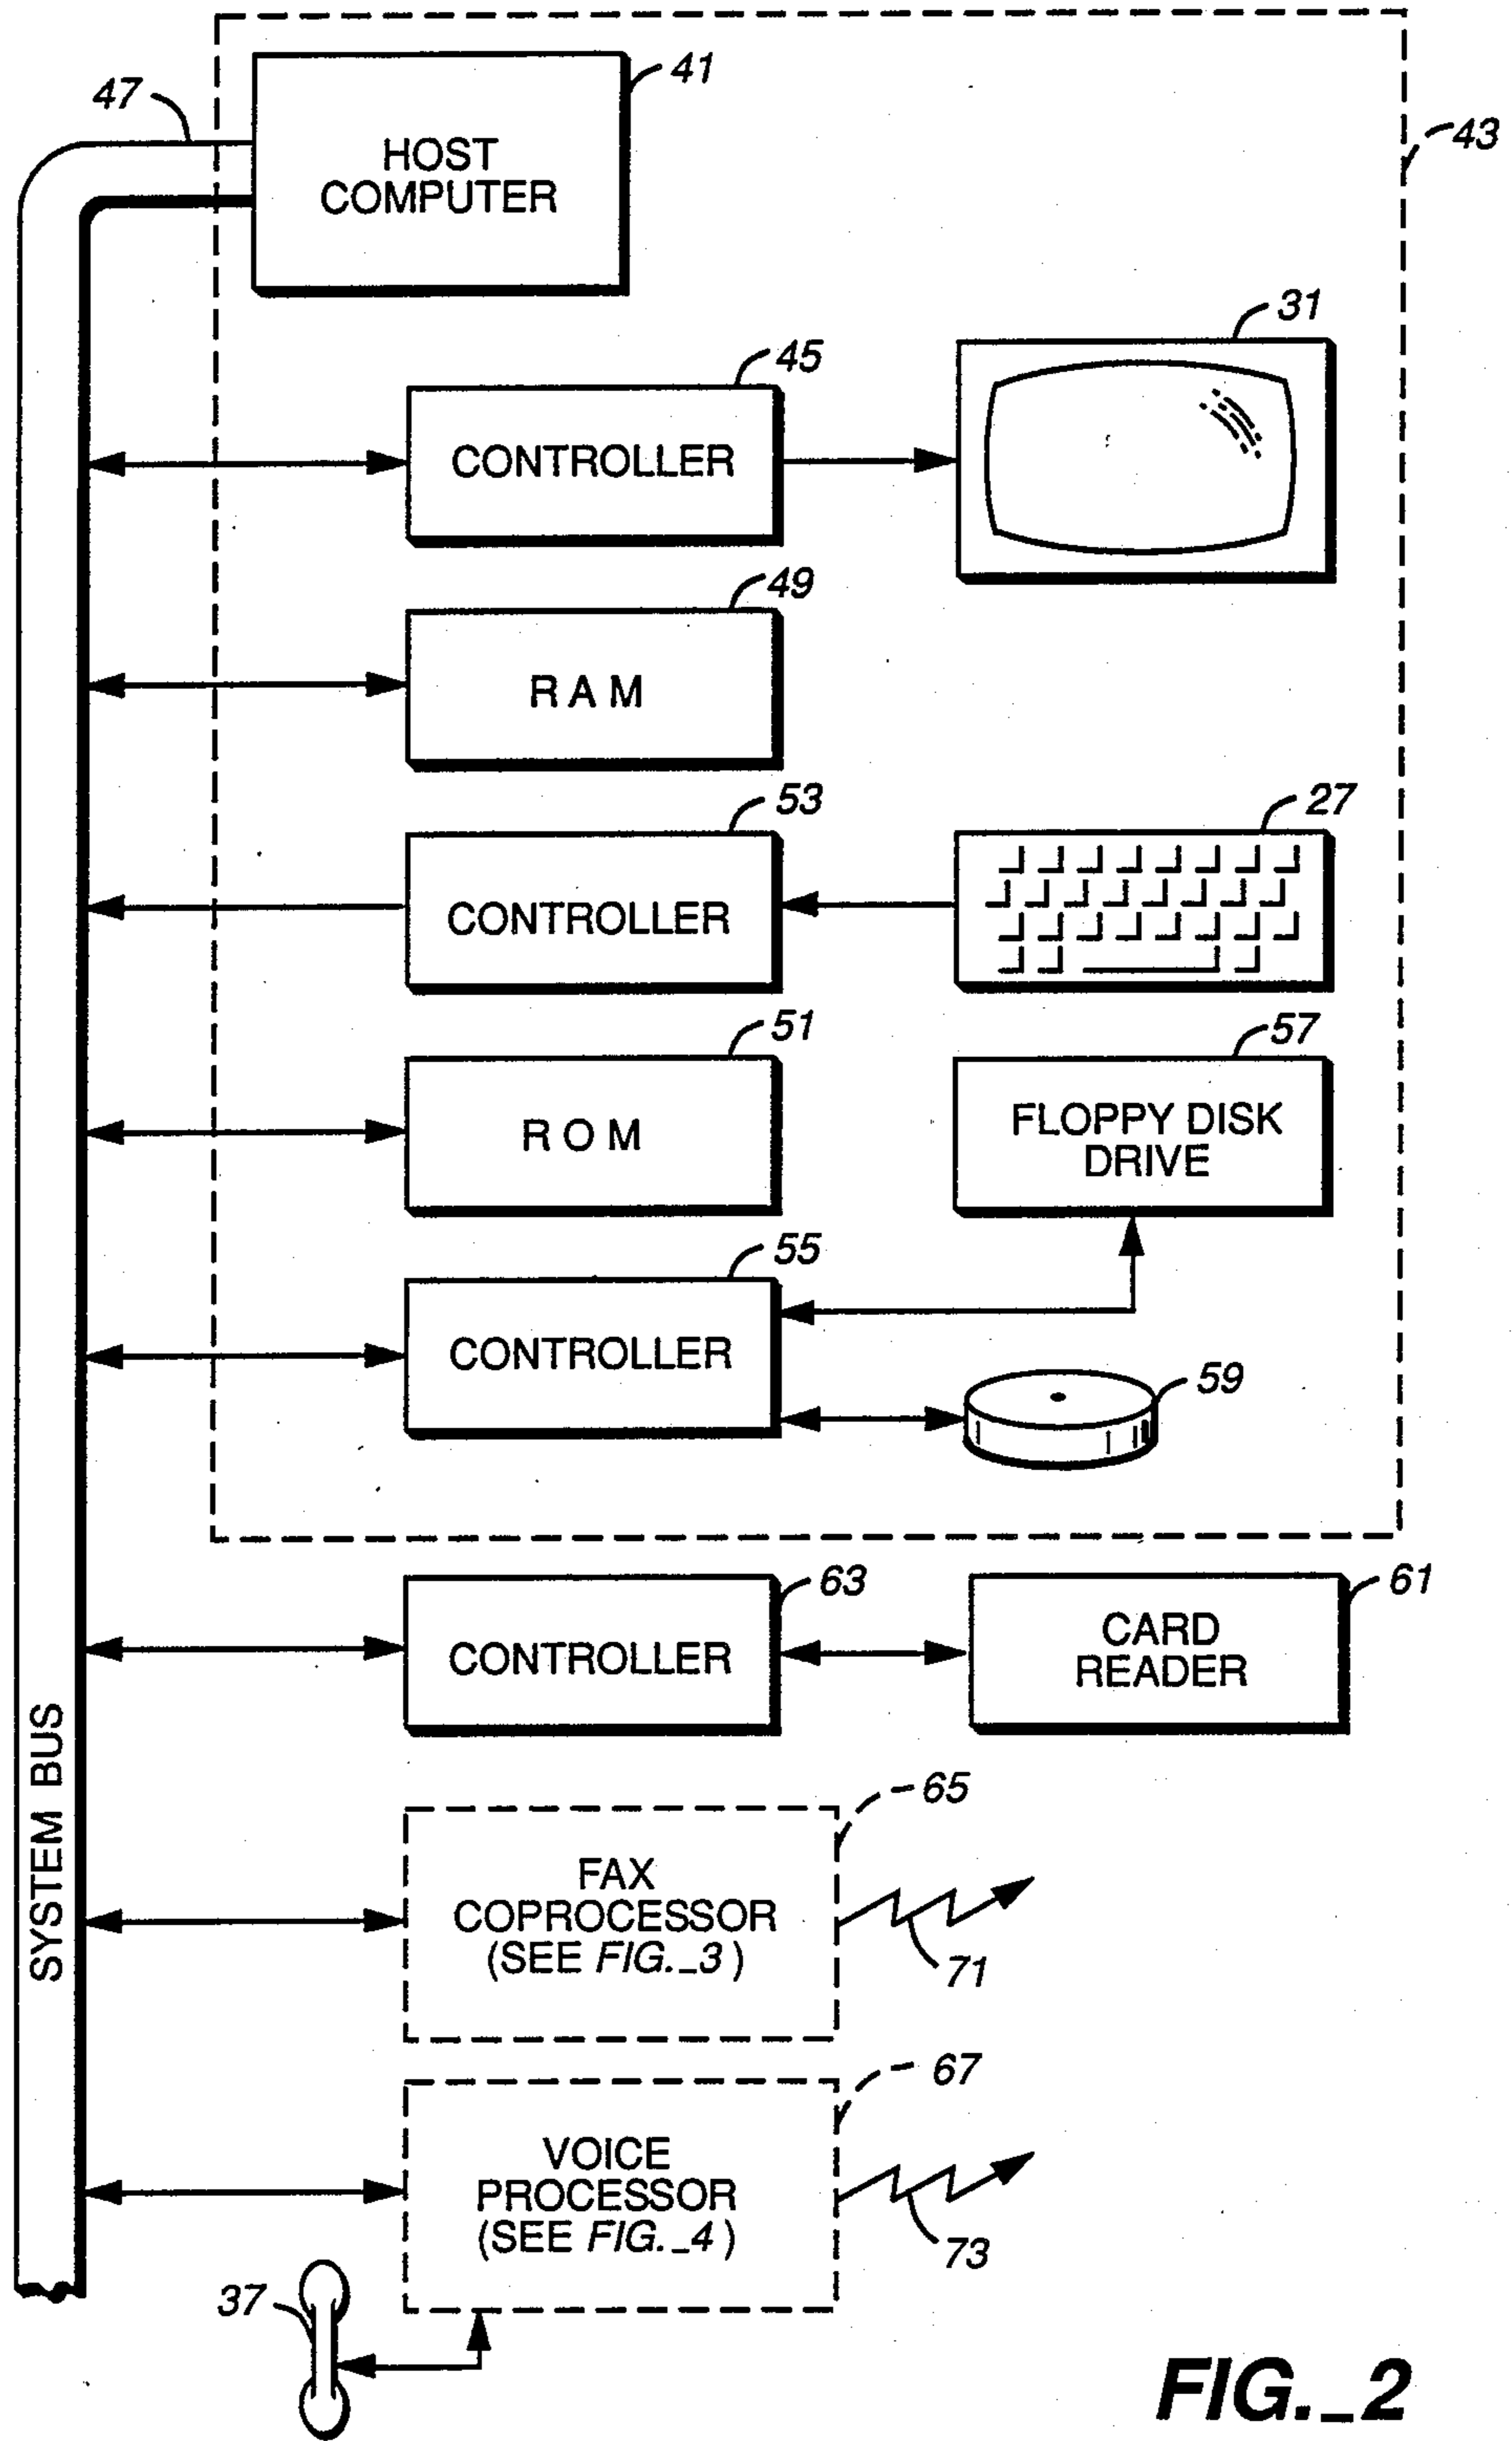 41
47
43
HOST
COMPUTER
31
45
CONTROLLER
49
R A M
53
27
CONTROLLER
51
57
R O M
FLOPPY DISK
DRIVE
55
CONTROLLER
59
63
61
CONTROLLER
CARD
READER
SYSTEM BUS
65
FAX
COPROCESSOR
(SEE FIG._3)
71
67
VOICE
PROCESSOR
(SEE FIG._4)
73
37
FIG._2